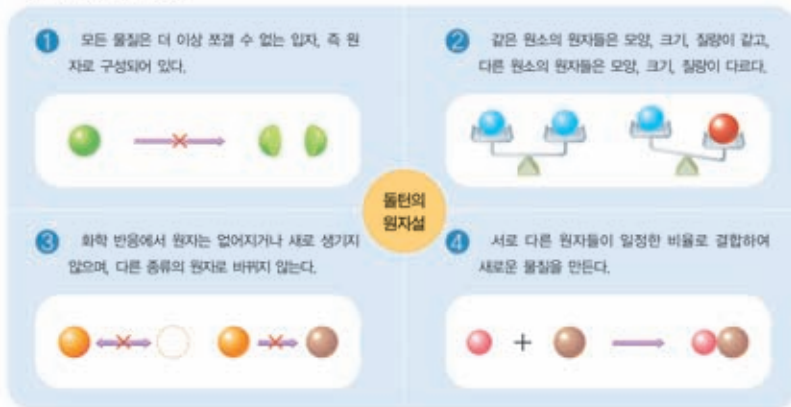 1 모든 물질은 더 이상 쪼갤 수 없는 입자, 즉 원
자로 구성되어 있다.
2 같은 원소의 원자들은 모양, 크기, 질량이 같고,
다른 원소의 원자들은 모양, 크기, 질량이 다르다.
돌턴의
원자설
3 화학 반응에서 원자는 없어지거나 새로 생기지
않으며, 다른 종류의 원자로 바뀌지 않는다.
4 서로 다른 원자들이 일정한 비율로 결합하여
새로운 물질을 만든다.
+